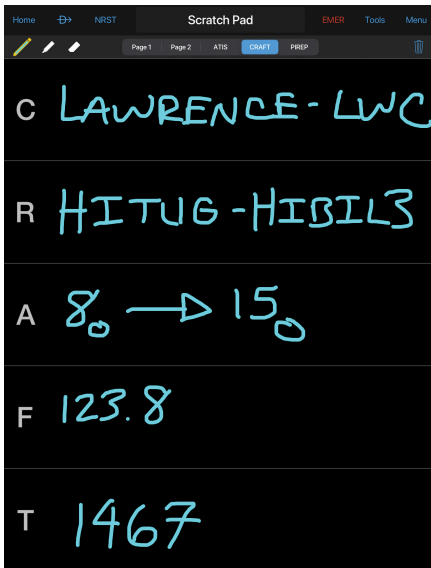 Home NRST Scratch Pad EMER Tools Menu
Page 1 Page 2 ATIS CRAFT PIREP
C LAWRENCE - LWC
R HITUG - HIBIL3
A 80 → 150
F 123.8
T 1467